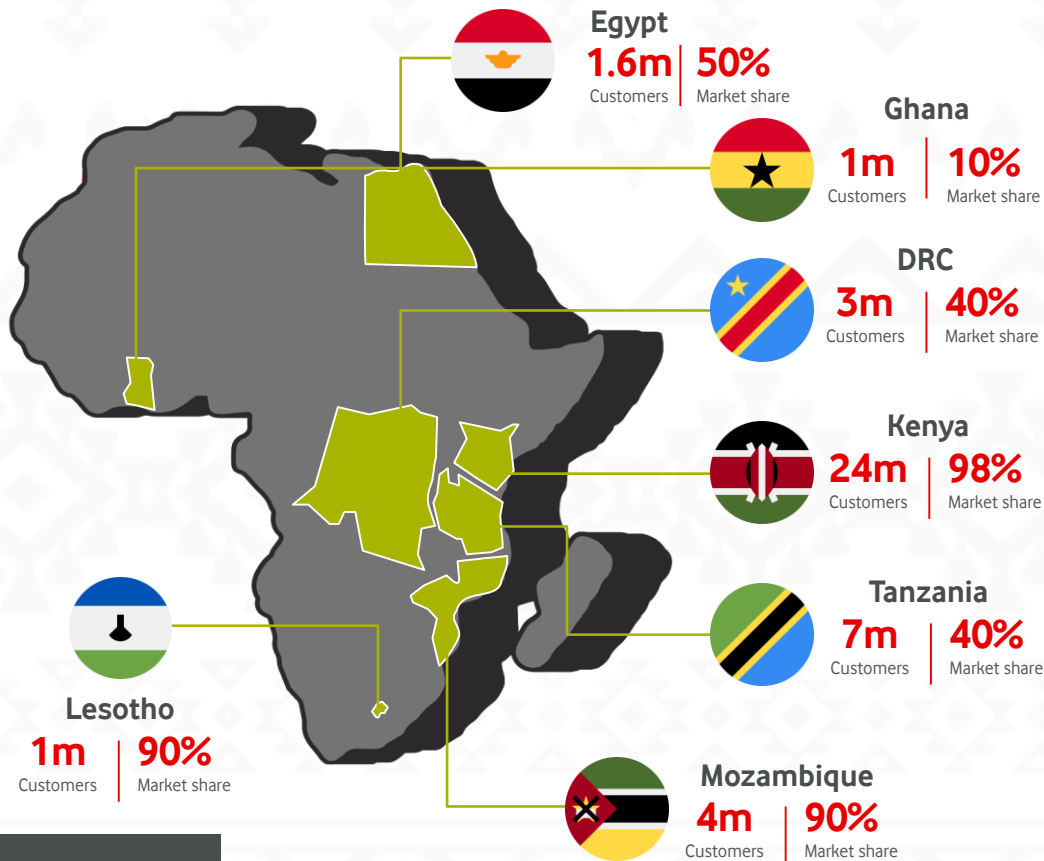 Egypt
1.6m 50%
Customers Market share
Ghana
1m 10%
Customers Market share
DRC
3m 40%
Customers Market share
Kenya
24m 98%
Customers Market share
Tanzania
7m 40%
Customers Market share
Lesotho
1m 90%
Customers Market share
Mozambique
4m 90%
Customers Market share